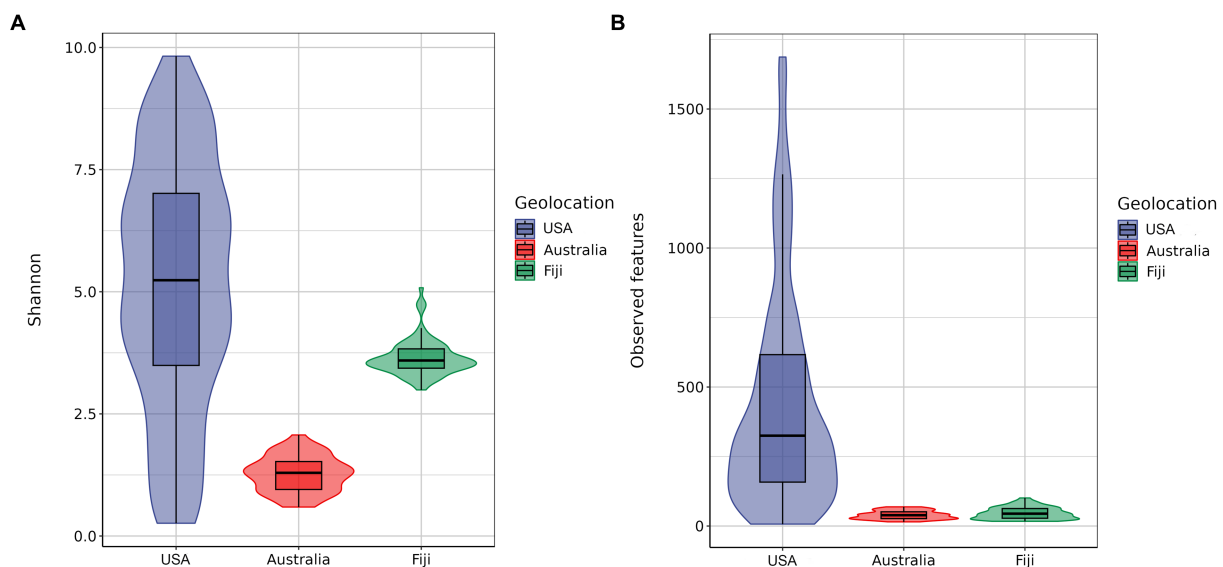 A
Shannon
10.0
7.5
5.0
2.5
0.0
USA
Australia
Fiji
Geolocation
USA
Australia
Fiji
B
Observed features
1500
1000
500
0
USA
Australia
Fiji
Geolocation
USA
Australia
Fiji